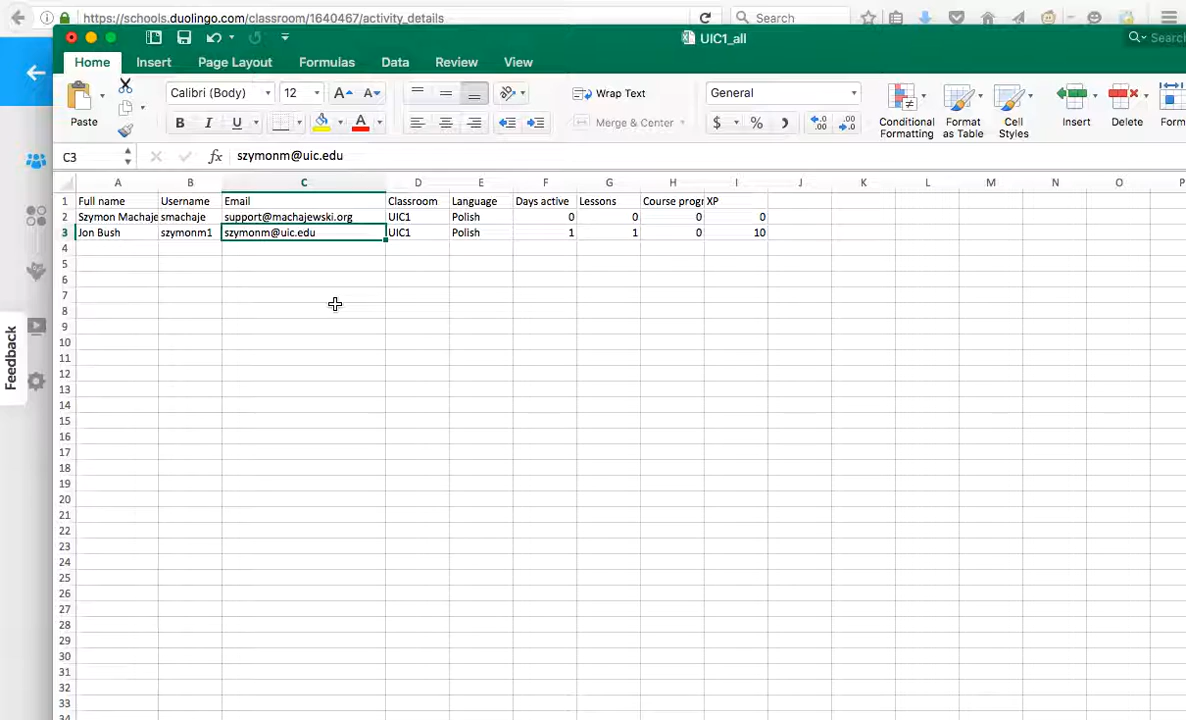 https://schools.duolingo.com/classroom/1640467/activity_details
Search
UIC1_all
Search
Home Insert Page Layout Formulas Data Review View
Paste
Calibri (Body) 12 A A
B I U A
Wrap Text
Merge & Center
General
$ % ,
Conditional Formatting
Format as Table
Cell Styles
Insert
Delete
Form
C3 fx szymonm@uic.edu
A B C D E F G H I J K L M N O P
1 Full name Username Email Classroom Language Days active Lessons Course progr XP
2 Szymon Machaje smachaje support@machajewski.org UIC1 Polish 0 0 0 0
3 Jon Bush szymonm1 szymonm@uic.edu UIC1 Polish 1 1 0 10
4
5
6
7
8
9
10
11
12
13
14
15
16
17
18
19
20
21
22
23
24
25
26
27
28
29
30
31
32
33
34
Feedback